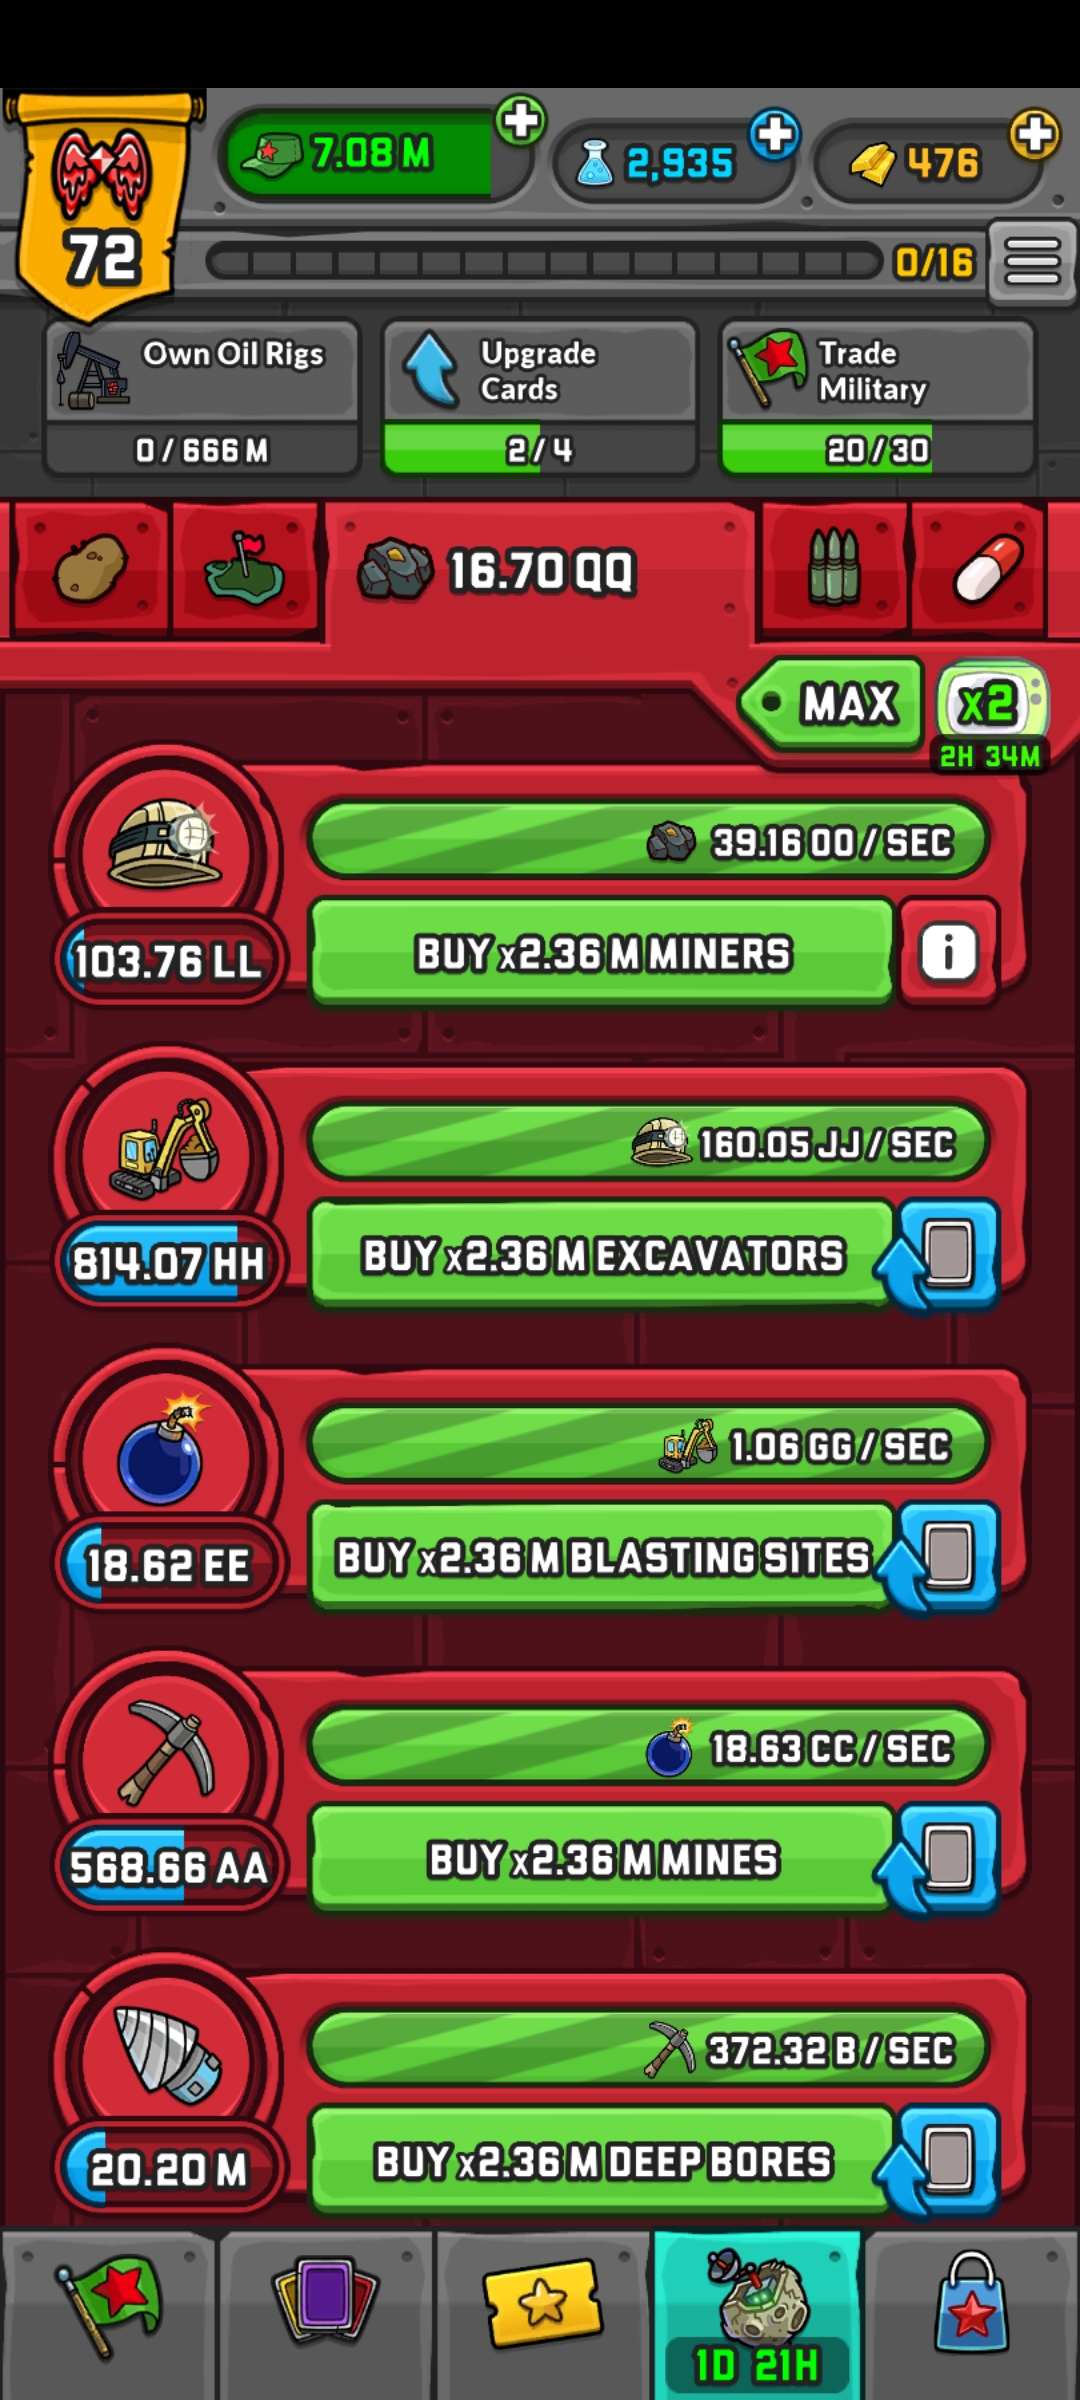 72
7.08 M
2,935
476
0/16
Own Oil Rigs
0 / 666 M
Upgrade
Cards
2 / 4
Trade
Military
20 / 30
16.70 QQ
MAX
x2
2H 34M
39.16 OO / SEC
103.76 LL
BUY x2.36 M MINERS
i
160.05 JJ / SEC
814.07 HH
BUY x2.36 M EXCAVATORS
1.06 GG / SEC
18.62 EE
BUY x2.36 M BLASTING SITES
18.63 CC / SEC
568.66 AA
BUY x2.36 M MINES
372.32 B / SEC
20.20 M
BUY x2.36 M DEEP BORES
1D 21H